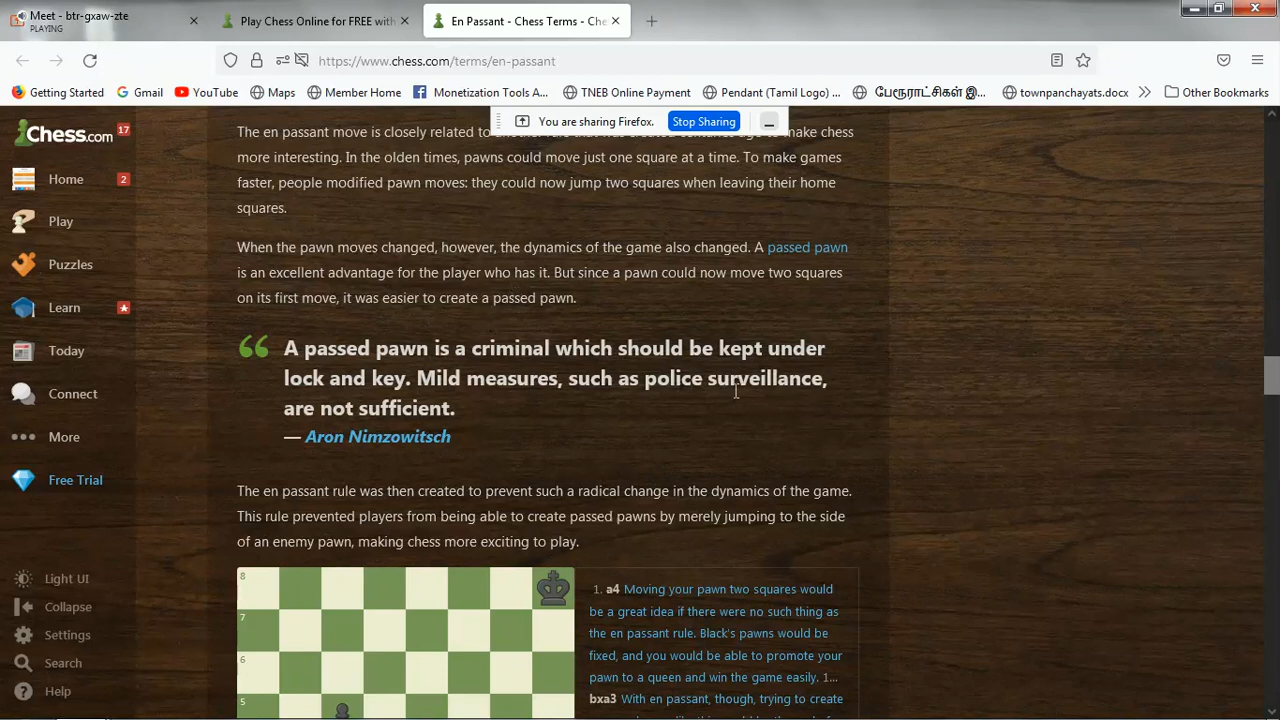 Meet - btr-gxaw-zte
PLAYING
Play Chess Online for FREE with
En Passant - Chess Terms - Che
https://www.chess.com/terms/en-passant
Getting Started
Gmail
YouTube
Maps
Member Home
Monetization Tools A...
TNEB Online Payment
Pendant (Tamil Logo) ...
பேரூராட்சிகள் இ...
townpanchayats.docx
Other Bookmarks
You are sharing Firefox.
Stop Sharing
Chess.com
17
Home
2
Play
Puzzles
Learn
Today
Connect
More
Free Trial
Light UI
Collapse
Settings
Search
Help
The en passant move is closely related to another rule that was created centuries ago to make chess
more interesting. In the olden times, pawns could move just one square at a time. To make games
faster, people modified pawn moves: they could now jump two squares when leaving their home
squares.
When the pawn moves changed, however, the dynamics of the game also changed. A passed pawn
is an excellent advantage for the player who has it. But since a pawn could now move two squares
on its first move, it was easier to create a passed pawn.
A passed pawn is a criminal which should be kept under
lock and key. Mild measures, such as police surveillance,
are not sufficient.
— Aron Nimzowitsch
The en passant rule was then created to prevent such a radical change in the dynamics of the game.
This rule prevented players from being able to create passed pawns by merely jumping to the side
of an enemy pawn, making chess more exciting to play.
8
7
6
5
1. a4 Moving your pawn two squares would
be a great idea if there were no such thing as
the en passant rule. Black's pawns would be
fixed, and you would be able to promote your
pawn to a queen and win the game easily. 1...
bxa3 With en passant, though, trying to create